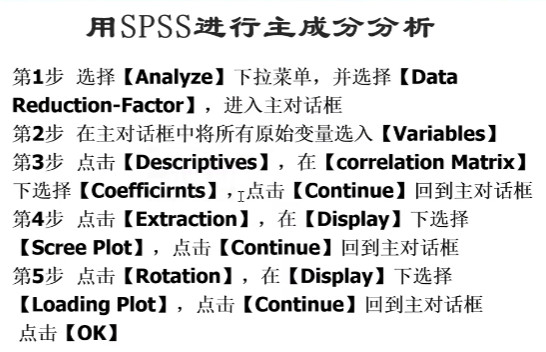 用SPSS进行主成分分析
第1步 选择【Analyze】下拉菜单，并选择【Data
Reduction-Factor】，进入主对话框
第2步 在主对话框中将所有原始变量选入【Variables】
第3步 点击【Descriptives】，在【correlation Matrix】
下选择【Coefficirnts】，点击【Continue】回到主对话框
第4步 点击【Extraction】，在【Display】下选择
【Scree Plot】，点击【Continue】回到主对话框
第5步 点击【Rotation】，在【Display】下选择
【Loading Plot】，点击【Continue】回到主对话框
点击【OK】